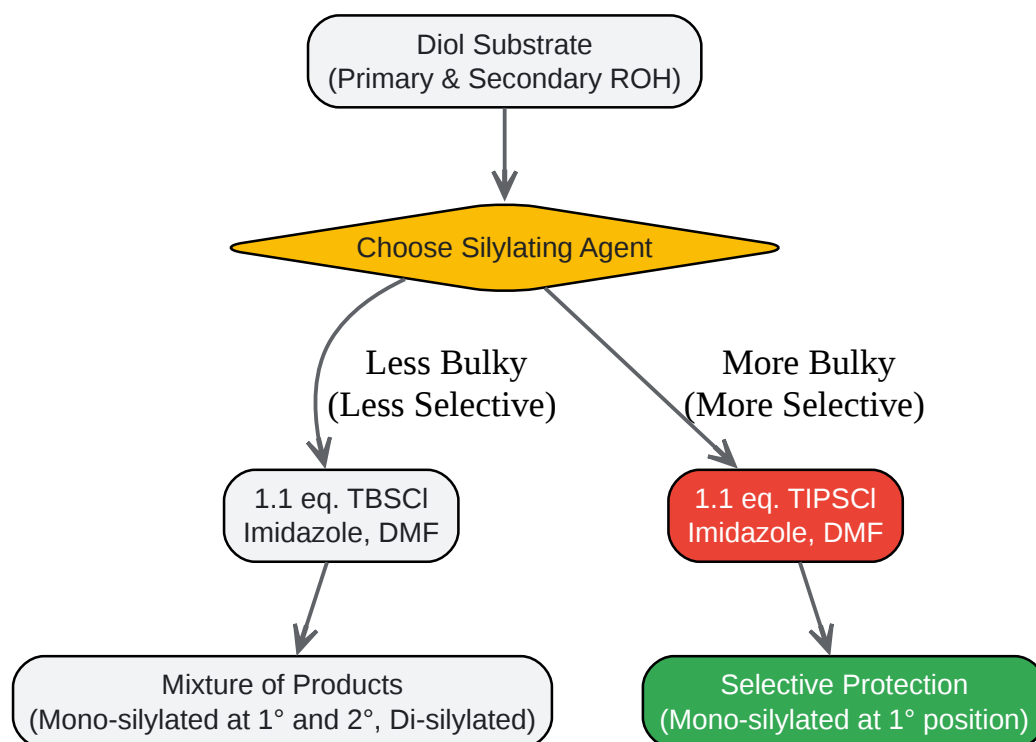 Diol Substrate
(Primary & Secondary ROH)
Choose Silylating Agent
Less Bulky
(Less Selective)
More Bulky
(More Selective)
1.1 eq. TBSCl
Imidazole, DMF
1.1 eq. TIPSCl
Imidazole, DMF
Mixture of Products
(Mono-silylated at 1° and 2°, Di-silylated)
Selective Protection
(Mono-silylated at 1° position)